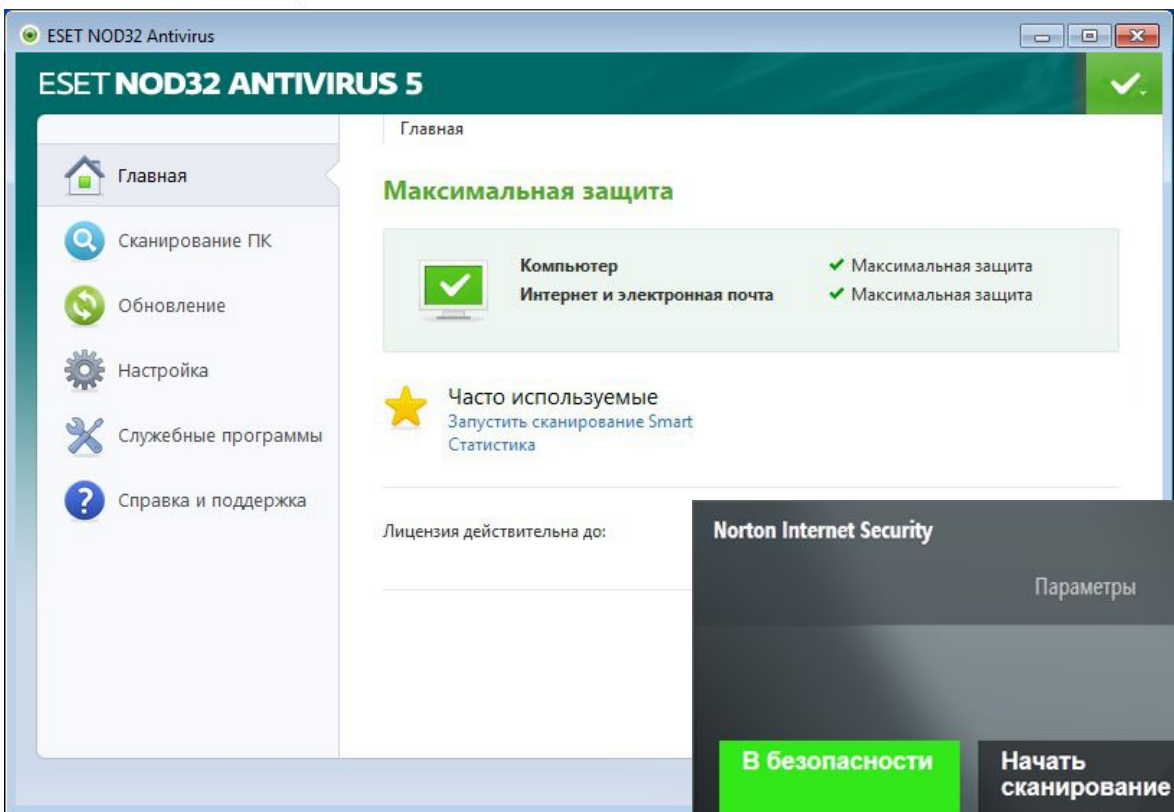 ESET NOD32 Antivirus
ESET NOD32 ANTIVIRUS 5
Главная
Сканирование ПК
Обновление
Настройка
Служебные программы
Справка и поддержка
Главная
Максимальная защита
Компьютер
Максимальная защита
Интернет и электронная почта
Максимальная защита
Часто используемые
Запустить сканирование Smart
Статистика
Лицензия действительна до:
Norton Internet Security
Параметры
В безопасности
Начать
сканирование